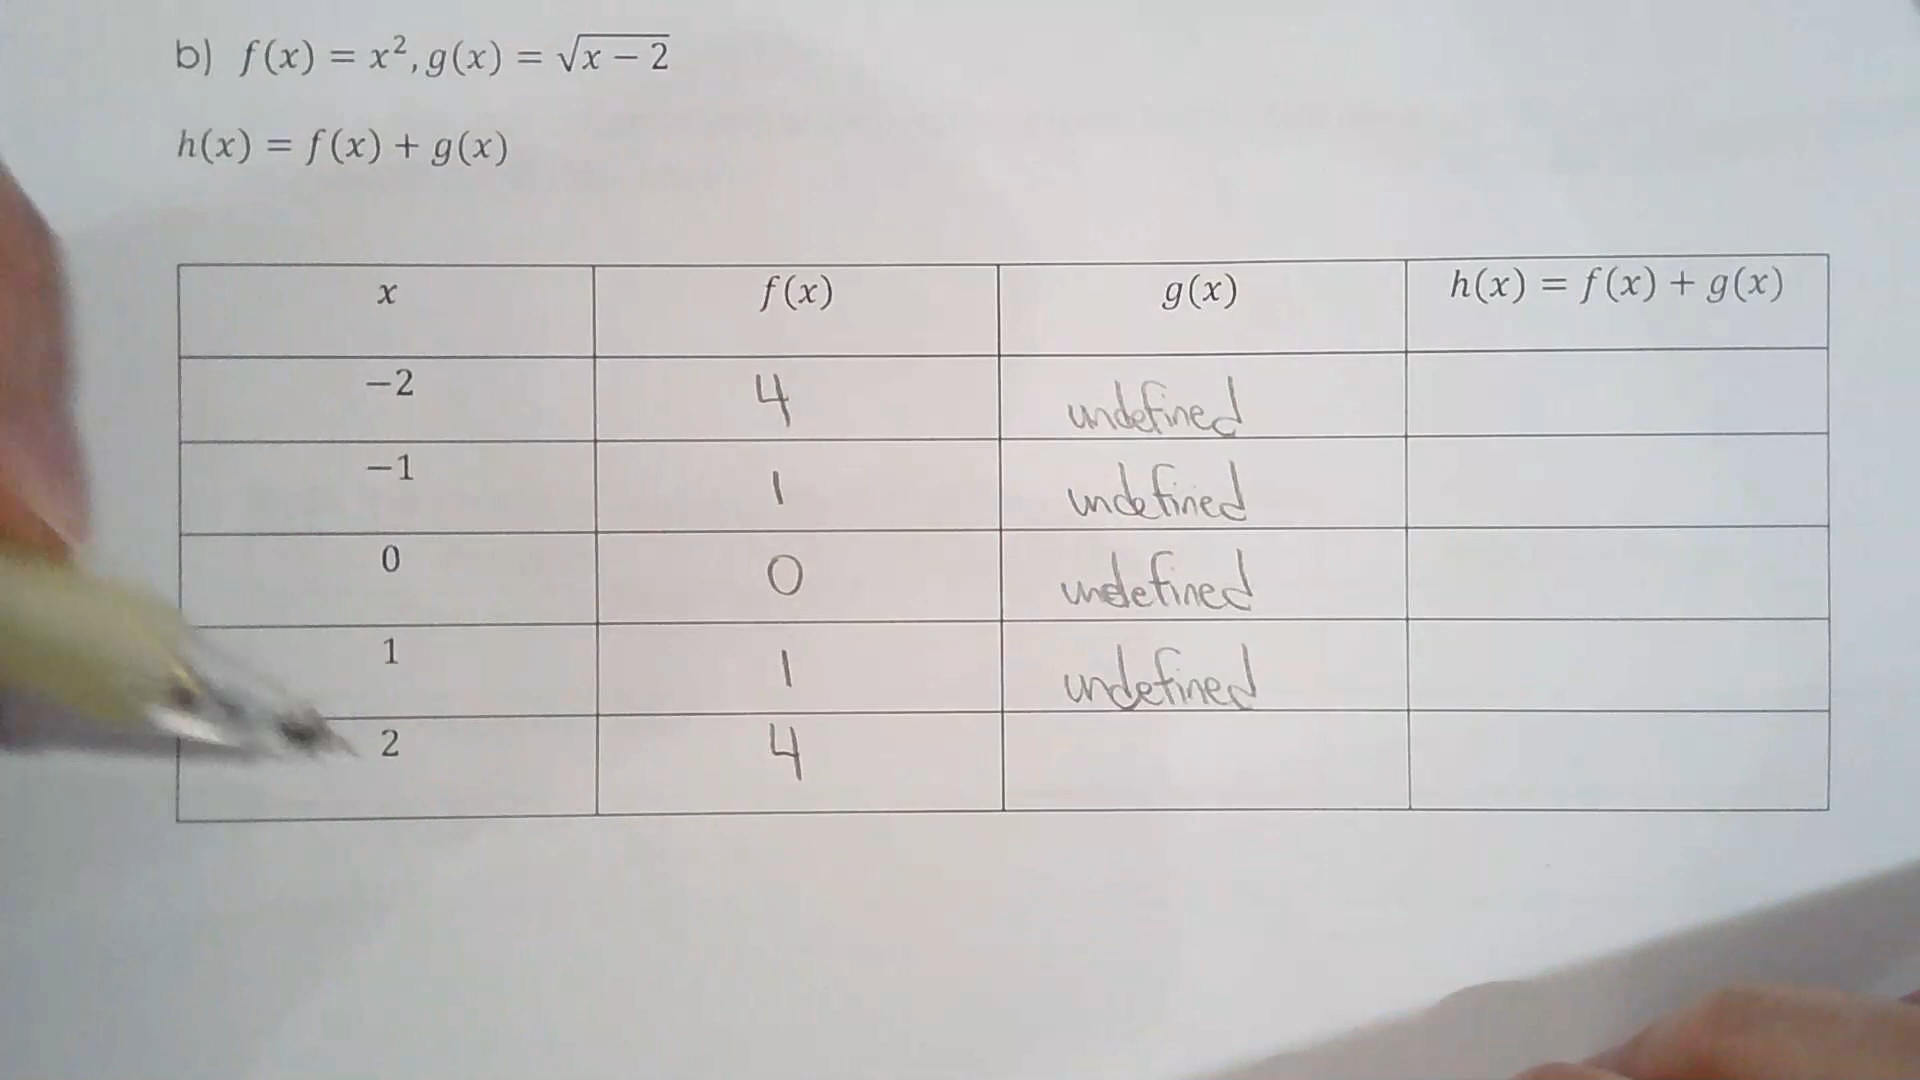 b) f(x) = x², g(x) = √(x − 2)
h(x) = f(x) + g(x)
x f(x) g(x) h(x) = f(x) + g(x)
−2 4 undefined
−1 1 undefined
0 0 undefined
1 1 undefined
2 4